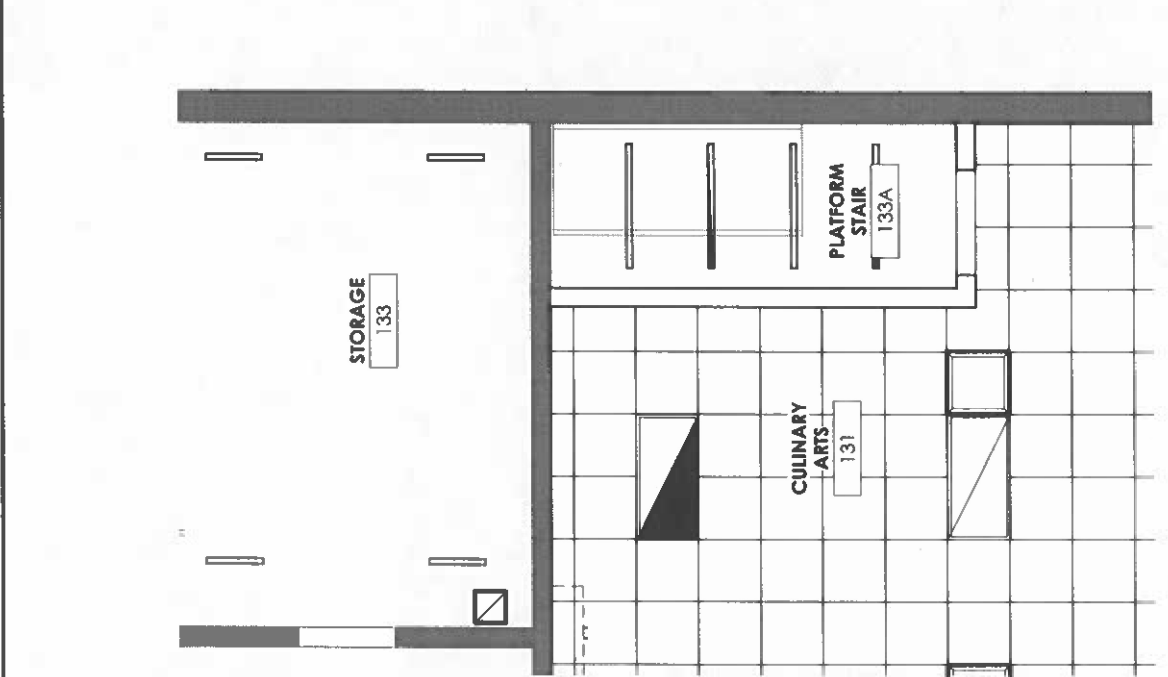 STORAGE
133
PLATFORM
STAIR
133A
CULINARY
ARTS
131